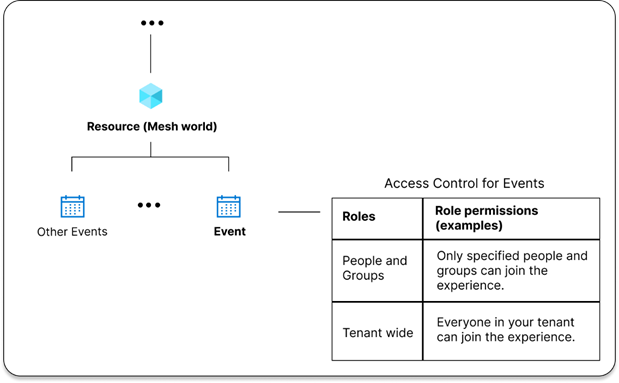 Resource (Mesh world)
Other Events
Event
Access Control for Events
Roles
Role permissions
(examples)
People and
Groups
Only specified people and
groups can join the
experience.
Tenant wide
Everyone in your tenant
can join the experience.